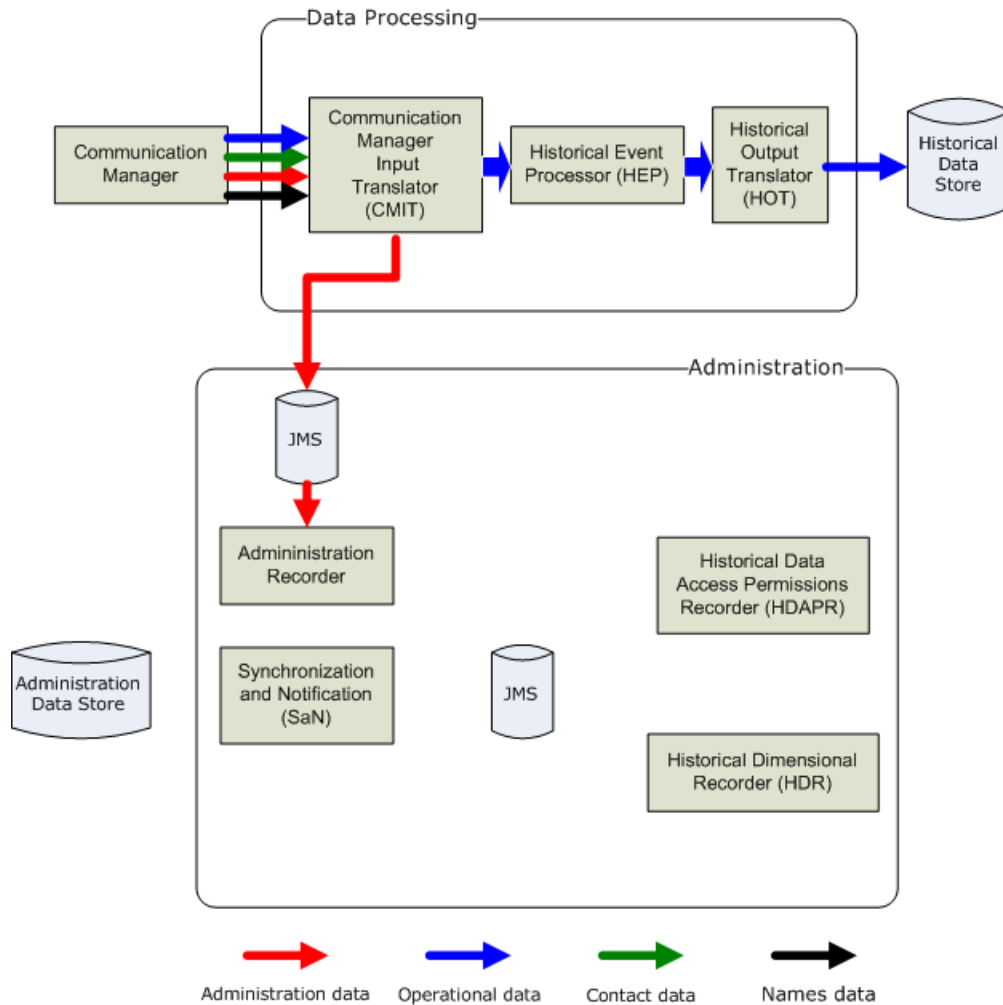 Data Processing
Communication
Manager
Communication
Manager
Input
Translator
(CMIT)
Historical Event
Processor (HEP)
Historical
Output
Translator
(HOT)
Historical
Data
Store
Administration
JMS
Admininistration
Recorder
Historical Data
Access Permissions
Recorder (HDAPR)
Administration
Data Store
Synchronization
and Notification
(SaN)
JMS
Historical Dimensional
Recorder (HDR)
Administration data
Operational data
Contact data
Names data